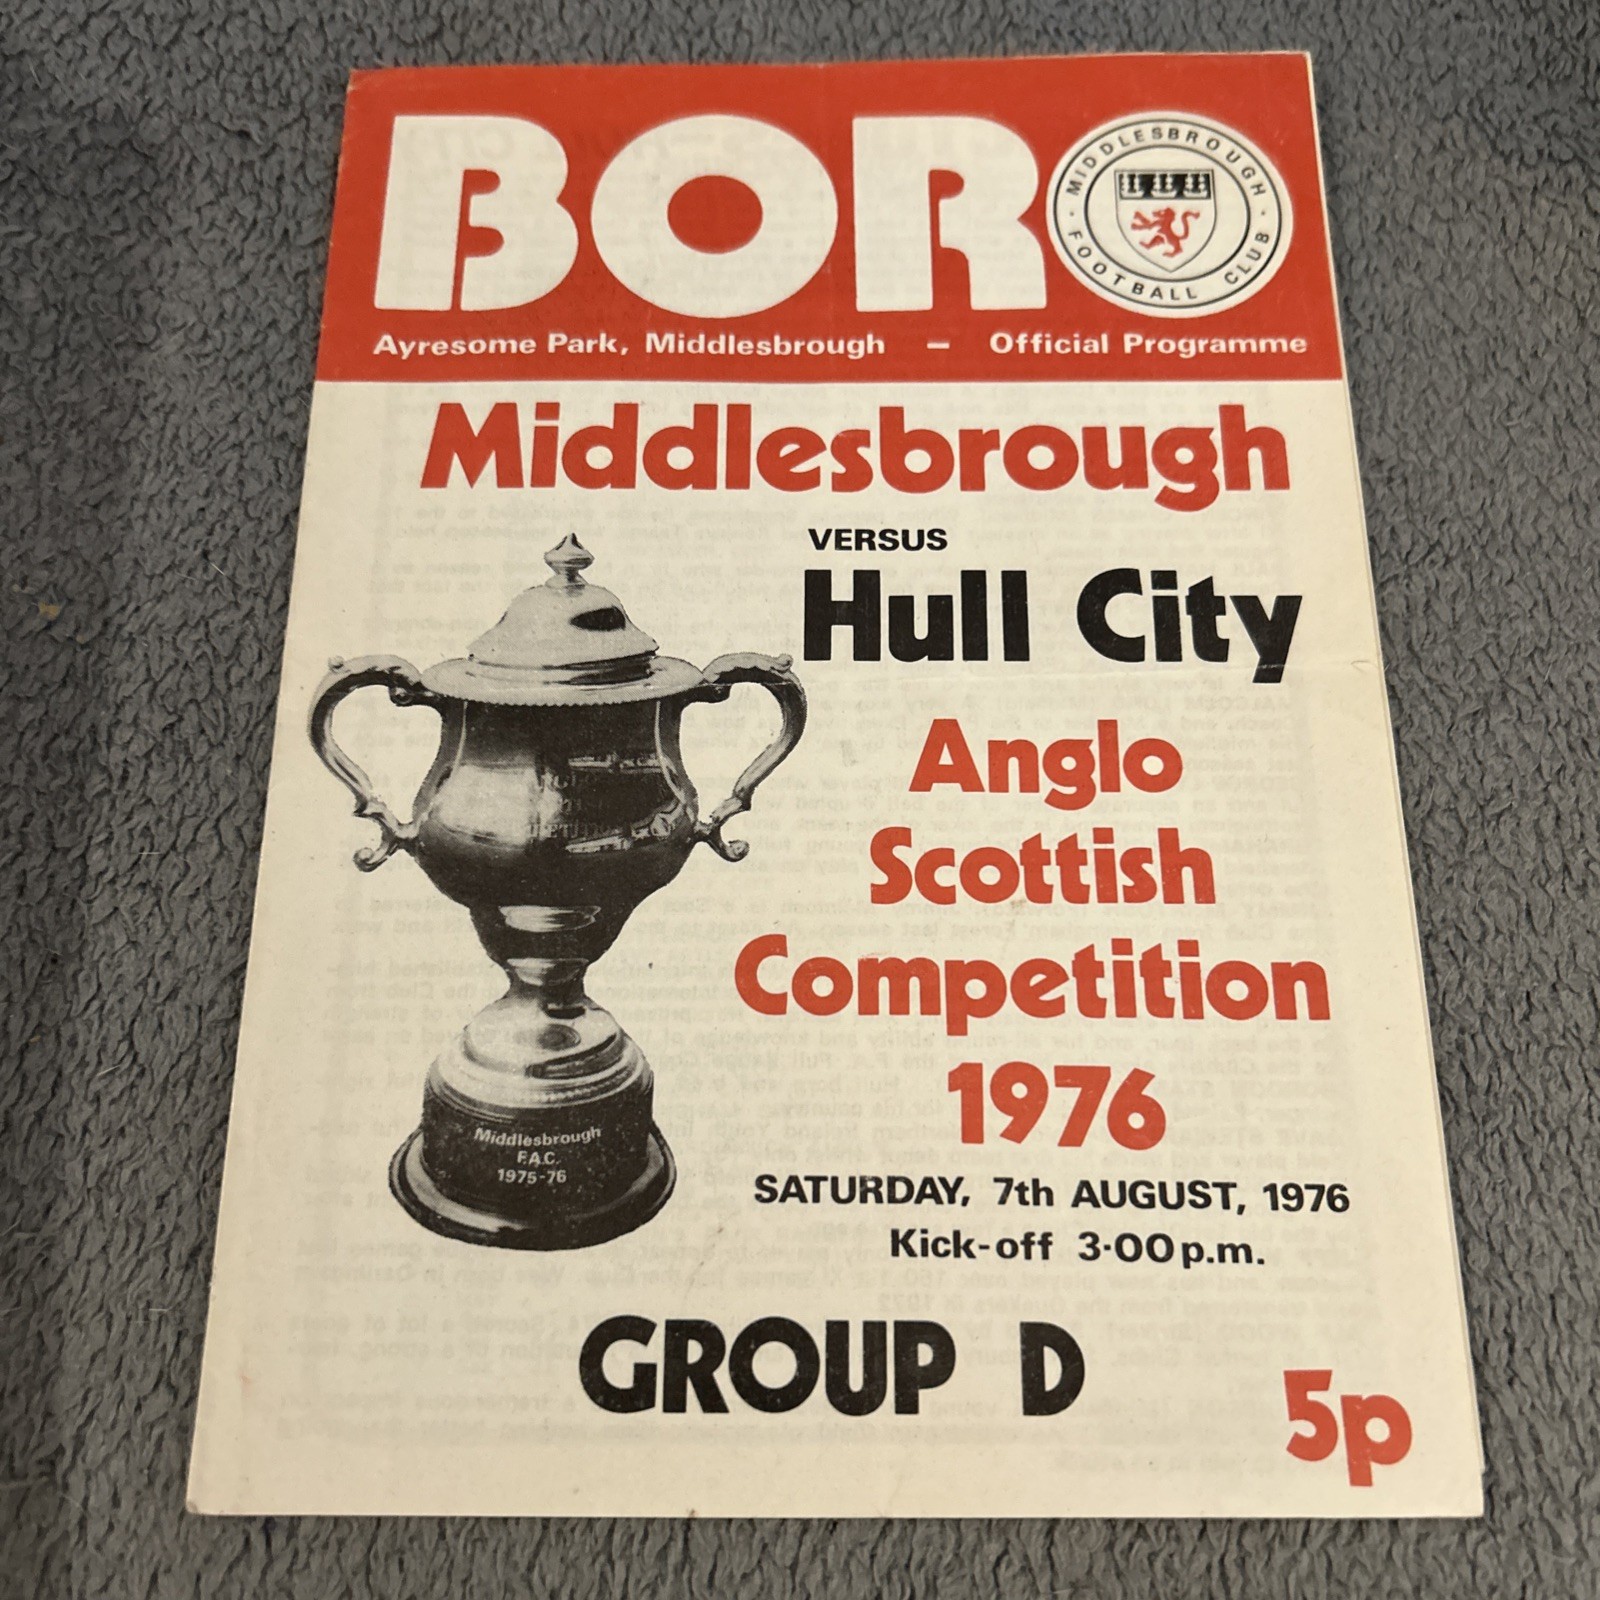 BORO
MIDDLESBROUGH
FOOTBALL CLUB
Ayresome Park, Middlesbrough – Official Programme
Middlesbrough
VERSUS
Hull City
Anglo
Scottish
Competition
1976
SATURDAY, 7th AUGUST, 1976
Kick-off 3·00 p.m.
Middlesbrough
F.A.C.
1975-76
GROUP D
5p